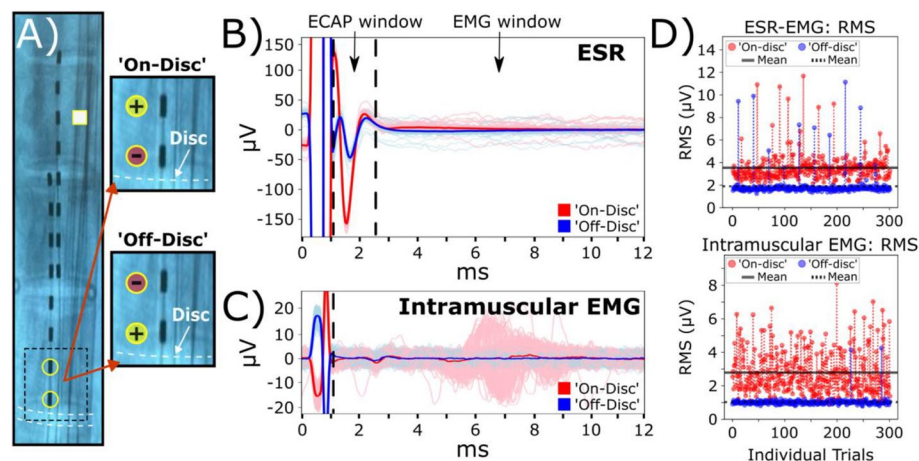 A)
'On-Disc'
+
-
Disc
'Off-Disc'
-
+
Disc
ECAP window
EMG window
B)
ESR
µV
150
100
50
0
-50
-100
-150
'On-Disc'
'Off-Disc'
0 2 4 6 8 10 12
ms
C)
Intramuscular EMG
µV
20
10
0
-10
-20
'On-Disc'
'Off-Disc'
0 2 4 6 8 10 12
ms
D)
ESR-EMG: RMS
'On-disc' 'Off-disc'
Mean Mean
RMS (µV)
14
12
10
8
6
4
2
0
0 100 200 300
Intramuscular EMG: RMS
'On-disc' 'Off-disc'
Mean Mean
RMS (µV)
8
6
4
2
0
0 100 200 300
Individual Trials